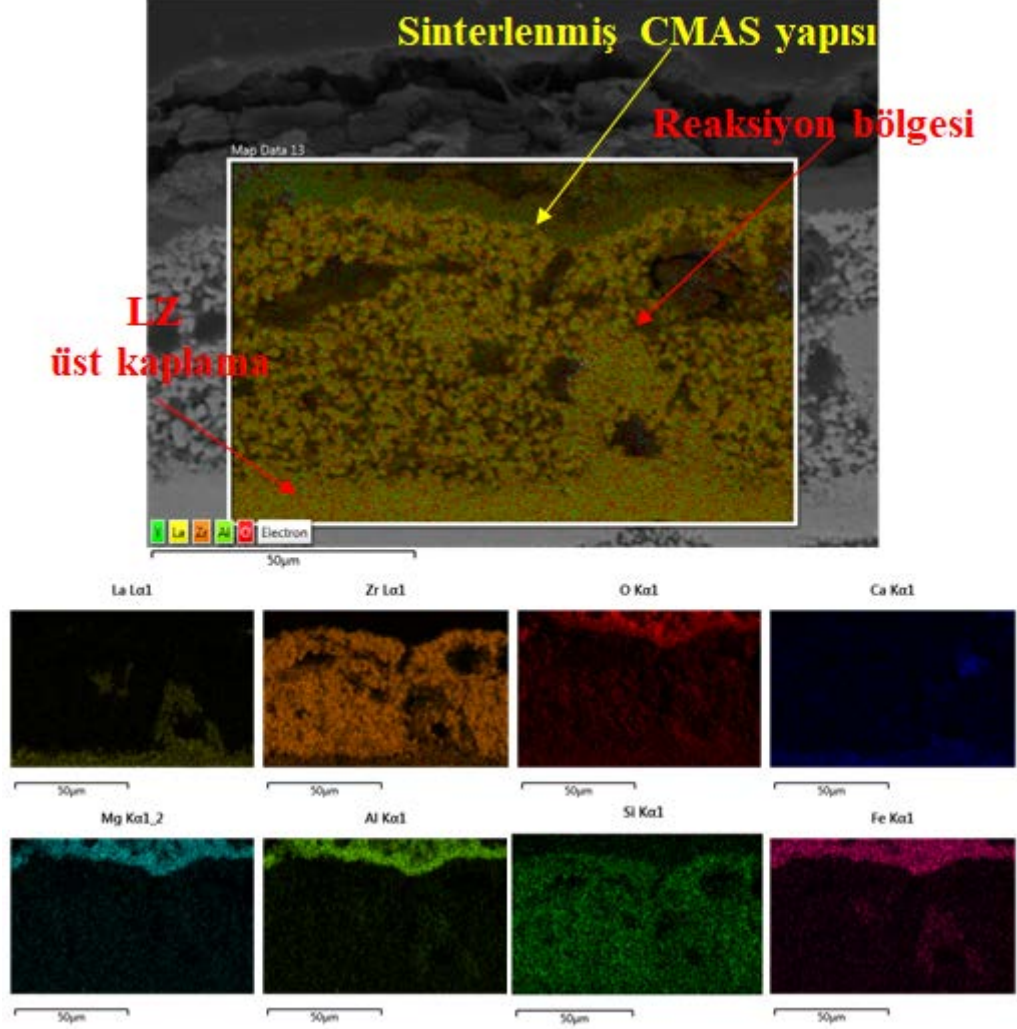 Sinterlenmiş CMAS yapısı
Reaksiyon bölgesi
Map Data 13
LZ
üst kaplama
Y La Zr Al O Electron
50µm
La Lα1 Zr Lα1 O Kα1 Ca Kα1
50µm 50µm 50µm 50µm
Mg Kα1_2 Al Kα1 Si Kα1 Fe Kα1
50µm 50µm 50µm 50µm